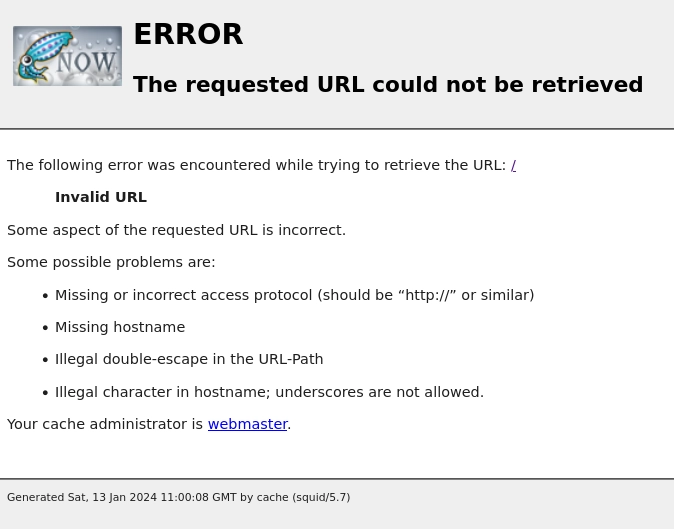 NOW
ERROR
The requested URL could not be retrieved
The following error was encountered while trying to retrieve the URL: /
Invalid URL
Some aspect of the requested URL is incorrect.
Some possible problems are:
• Missing or incorrect access protocol (should be “http://” or similar)
• Missing hostname
• Illegal double-escape in the URL-Path
• Illegal character in hostname; underscores are not allowed.
Your cache administrator is webmaster.
Generated Sat, 13 Jan 2024 11:00:08 GMT by cache (squid/5.7)